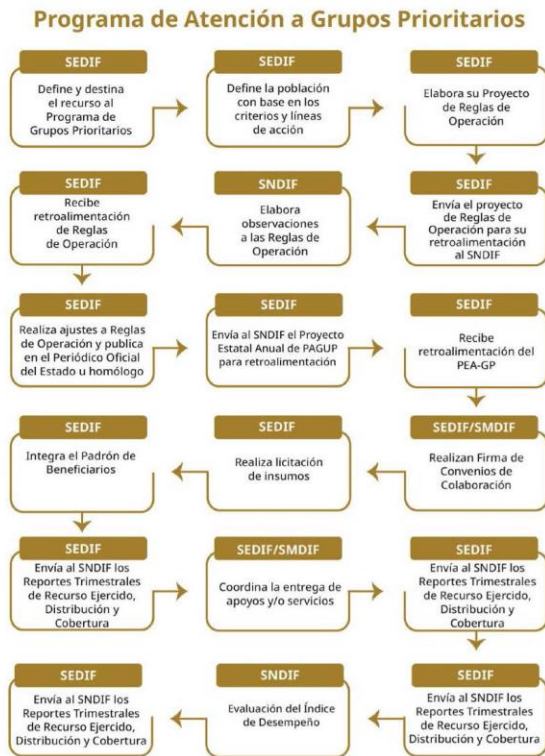 Programa de Atención a Grupos Prioritarios
SEDIF
Define y destina
el recurso al
Programa de
Grupos Prioritarios
SEDIF
Define la población
con base en los
criterios y líneas
de acción
SEDIF
Elabora su Proyecto
de Reglas de
Operación
SEDIF
Envía el proyecto
de Reglas de
Operación para su
retroalimentación
al SNDIF
SNDIF
Elabora
observaciones
a las Reglas de
Operación
SEDIF
Recibe
retroalimentación
de Reglas
de Operación
SEDIF
Realiza ajustes a Reglas
de Operación y publica
en el Periódico Oficial
del Estado u homólogo
SEDIF
Envía al SNDIF el Proyecto
Estatal Anual de PAGUP
para retroalimentación
SEDIF
Recibe
retroalimentación del
PEA-GP
SEDIF/SMDIF
Realizan Firma de
Convenios de
Colaboración
SEDIF
Realiza licitación
de insumos
SEDIF
Integra el Padrón de
Beneficiarios
SEDIF
Envía al SNDIF los
Reportes Trimestrales
de Recurso Ejercido,
Distribución y
Cobertura
SEDIF/SMDIF
Coordina la entrega de
apoyos y/o servicios
SEDIF
Envía al SNDIF los
Reportes Trimestrales
de Recurso Ejercido,
Distribución y
Cobertura
SEDIF
Envía al SNDIF los
Reportes Trimestrales
de Recurso Ejercido,
Distribución y Cobertura
SNDIF
Evaluación del Índice
de Desempeño
SEDIF
Envía al SNDIF los
Reportes Trimestrales
de Recurso Ejercido,
Distribución y Cobertura